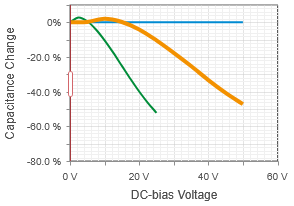 Capacitance Change
0%
-20.0 %
-40.0 %
-60.0 %
-80.0 %
0 V
20 V
40 V
60 V
DC-bias Voltage